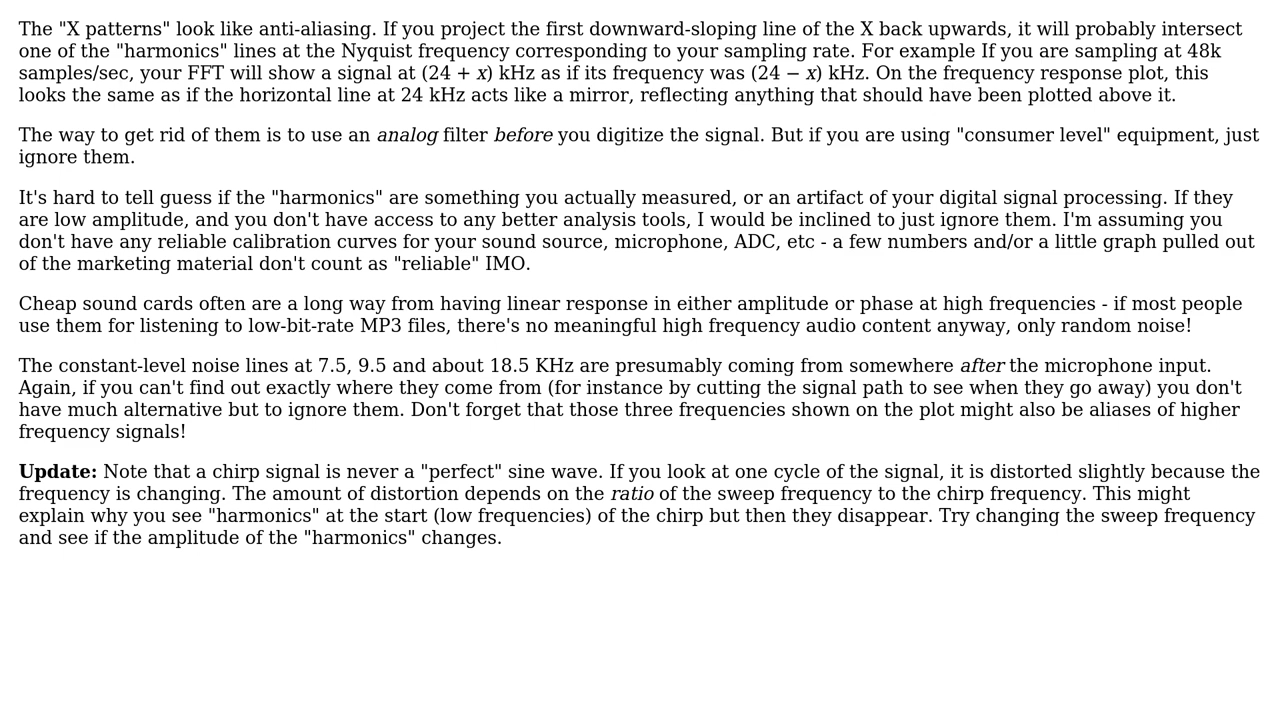 The "X patterns" look like anti-aliasing. If you project the first downward-sloping line of the X back upwards, it will probably intersect
one of the "harmonics" lines at the Nyquist frequency corresponding to your sampling rate. For example If you are sampling at 48k
samples/sec, your FFT will show a signal at (24 + x) kHz as if its frequency was (24 − x) kHz. On the frequency response plot, this
looks the same as if the horizontal line at 24 kHz acts like a mirror, reflecting anything that should have been plotted above it.
The way to get rid of them is to use an analog filter before you digitize the signal. But if you are using "consumer level" equipment, just
ignore them.
It's hard to tell guess if the "harmonics" are something you actually measured, or an artifact of your digital signal processing. If they
are low amplitude, and you don't have access to any better analysis tools, I would be inclined to just ignore them. I'm assuming you
don't have any reliable calibration curves for your sound source, microphone, ADC, etc - a few numbers and/or a little graph pulled out
of the marketing material don't count as "reliable" IMO.
Cheap sound cards often are a long way from having linear response in either amplitude or phase at high frequencies - if most people
use them for listening to low-bit-rate MP3 files, there's no meaningful high frequency audio content anyway, only random noise!
The constant-level noise lines at 7.5, 9.5 and about 18.5 KHz are presumably coming from somewhere after the microphone input.
Again, if you can't find out exactly where they come from (for instance by cutting the signal path to see when they go away) you don't
have much alternative but to ignore them. Don't forget that those three frequencies shown on the plot might also be aliases of higher
frequency signals!
Update: Note that a chirp signal is never a "perfect" sine wave. If you look at one cycle of the signal, it is distorted slightly because the
frequency is changing. The amount of distortion depends on the ratio of the sweep frequency to the chirp frequency. This might
explain why you see "harmonics" at the start (low frequencies) of the chirp but then they disappear. Try changing the sweep frequency
and see if the amplitude of the "harmonics" changes.